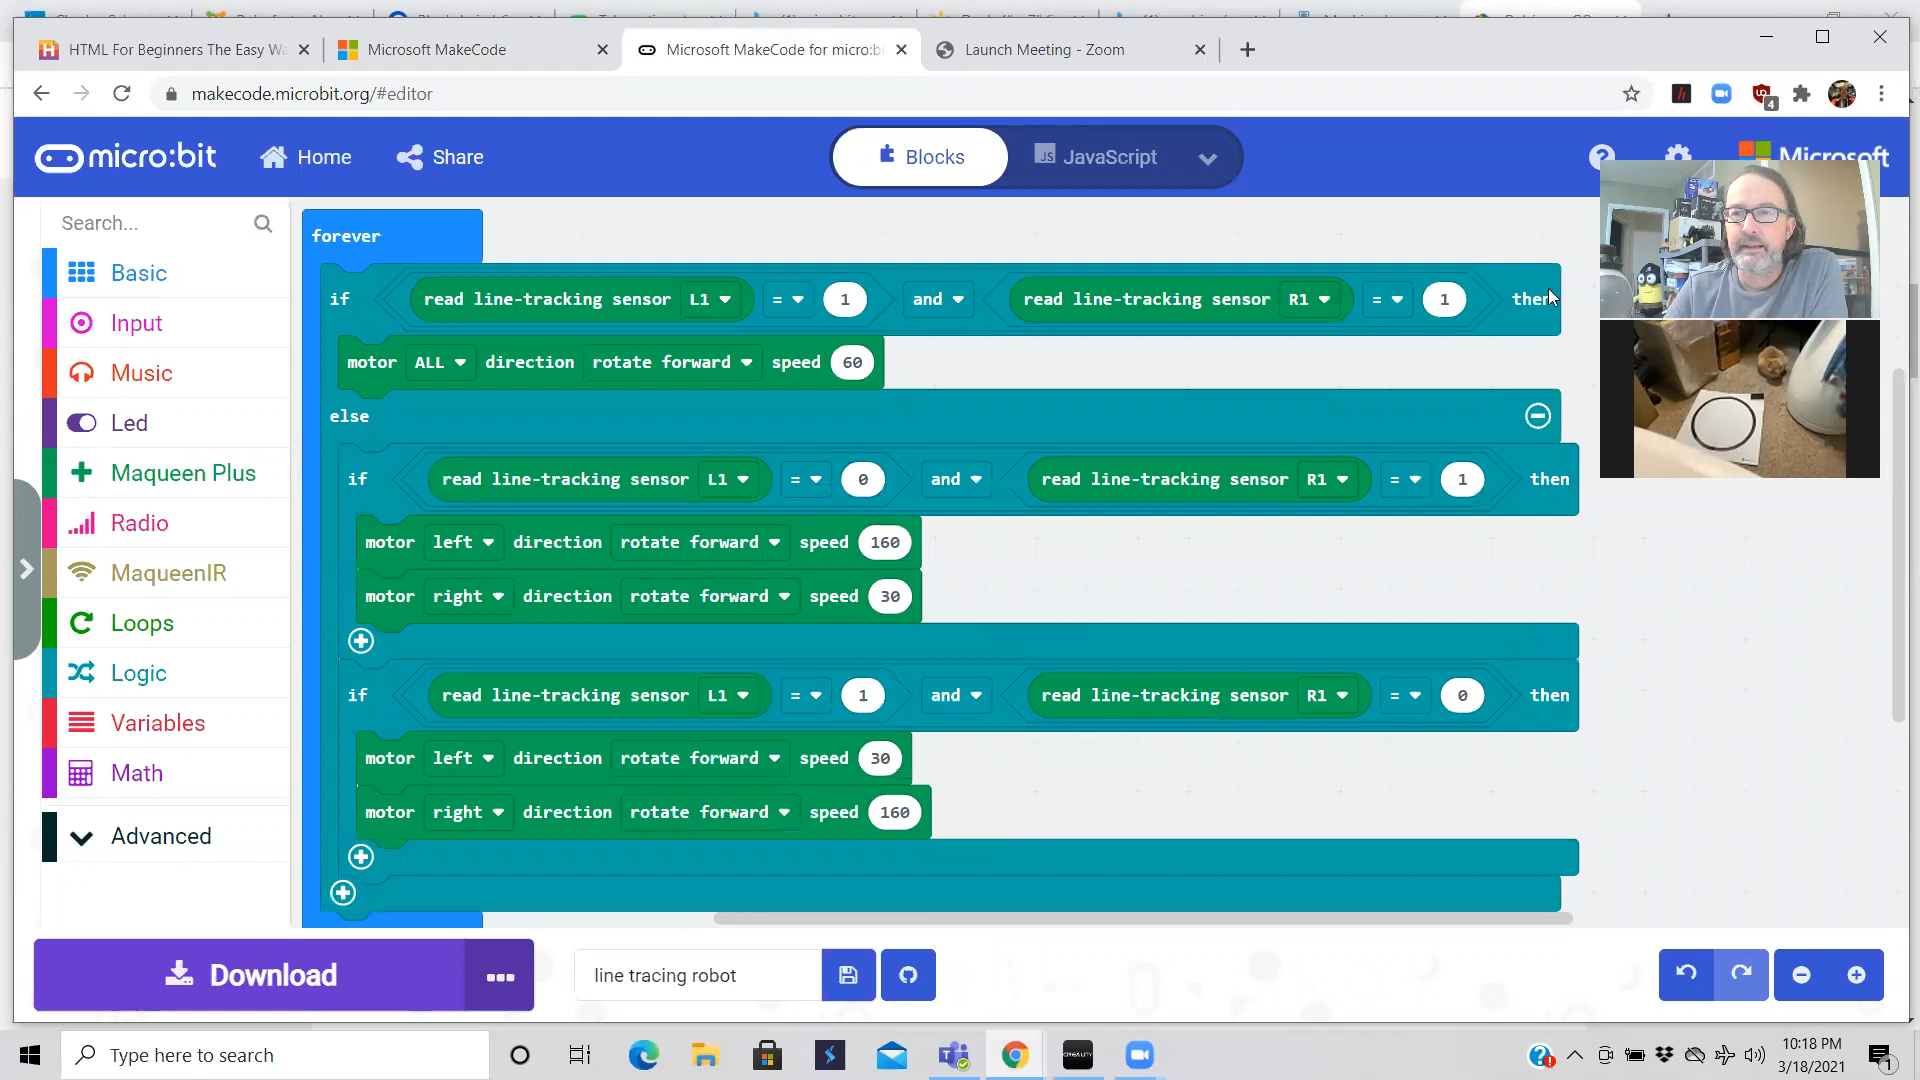 HTML For Beginners The Easy Wa
Microsoft MakeCode
Microsoft MakeCode for micro:bi
Launch Meeting - Zoom
makecode.microbit.org/#editor
4
micro:bit
Home
Share
Blocks
JS JavaScript
?
Microsoft
Search...
Basic
Input
Music
Led
Maqueen Plus
Radio
MaqueenIR
Loops
Logic
Variables
Math
Advanced
forever
if read line-tracking sensor L1 = 1 and read line-tracking sensor R1 = 1 then
motor ALL direction rotate forward speed 60
else
if read line-tracking sensor L1 = 0 and read line-tracking sensor R1 = 1 then
motor left direction rotate forward speed 160
motor right direction rotate forward speed 30
if read line-tracking sensor L1 = 1 and read line-tracking sensor R1 = 0 then
motor left direction rotate forward speed 30
motor right direction rotate forward speed 160
Download
line tracing robot
Type here to search
CREALITY
10:18 PM
3/18/2021
1